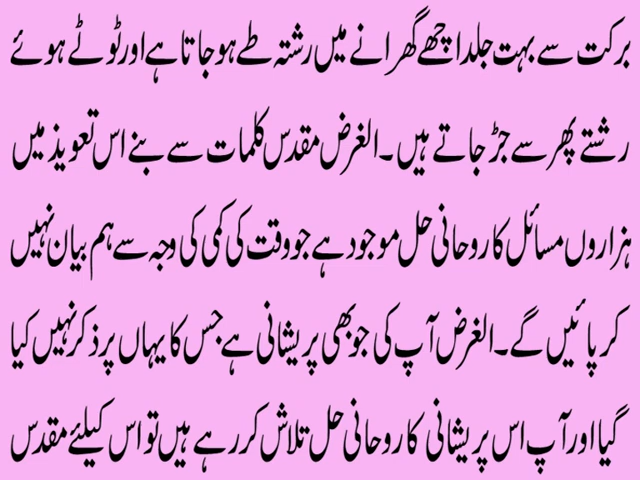 برکت سے بہت جلد اچھے گھرانے میں رشتہ طے ہو جاتا ہے اور ٹوٹے ہوئے
رشتے پھر سے جڑ جاتے ہیں۔ الغرض مقدس کلمات سے بنے اس تعویذ میں
ہزاروں مسائل کا روحانی حل موجود ہے جو وقت کی کمی کی وجہ سے ہم بیان نہیں
کر پائیں گے۔ الغرض آپ کی جو بھی پریشانی ہے جس کا یہاں پر ذکر نہیں کیا
گیا اور آپ اس پریشانی کا روحانی حل تلاش کر رہے ہیں تو اس کیلئے مقدس